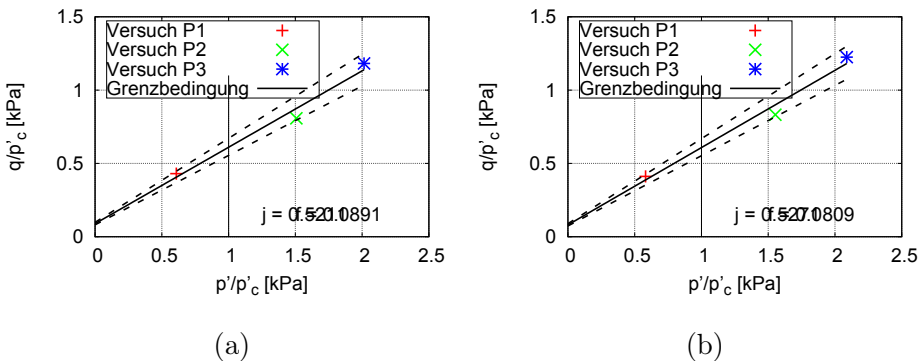 1.5
1
0.5
0
q/p'c [kPa]
Versuch P1
Versuch P2
Versuch P3
Grenzbedingung
j =
0 0.5 1 1.5 2 2.5
p'/p'c [kPa]
(a)
1.5
1
0.5
0
q/p'c [kPa]
Versuch P1
Versuch P2
Versuch P3
Grenzbedingung
j =
0 0.5 1 1.5 2 2.5
p'/p'c [kPa]
(b)